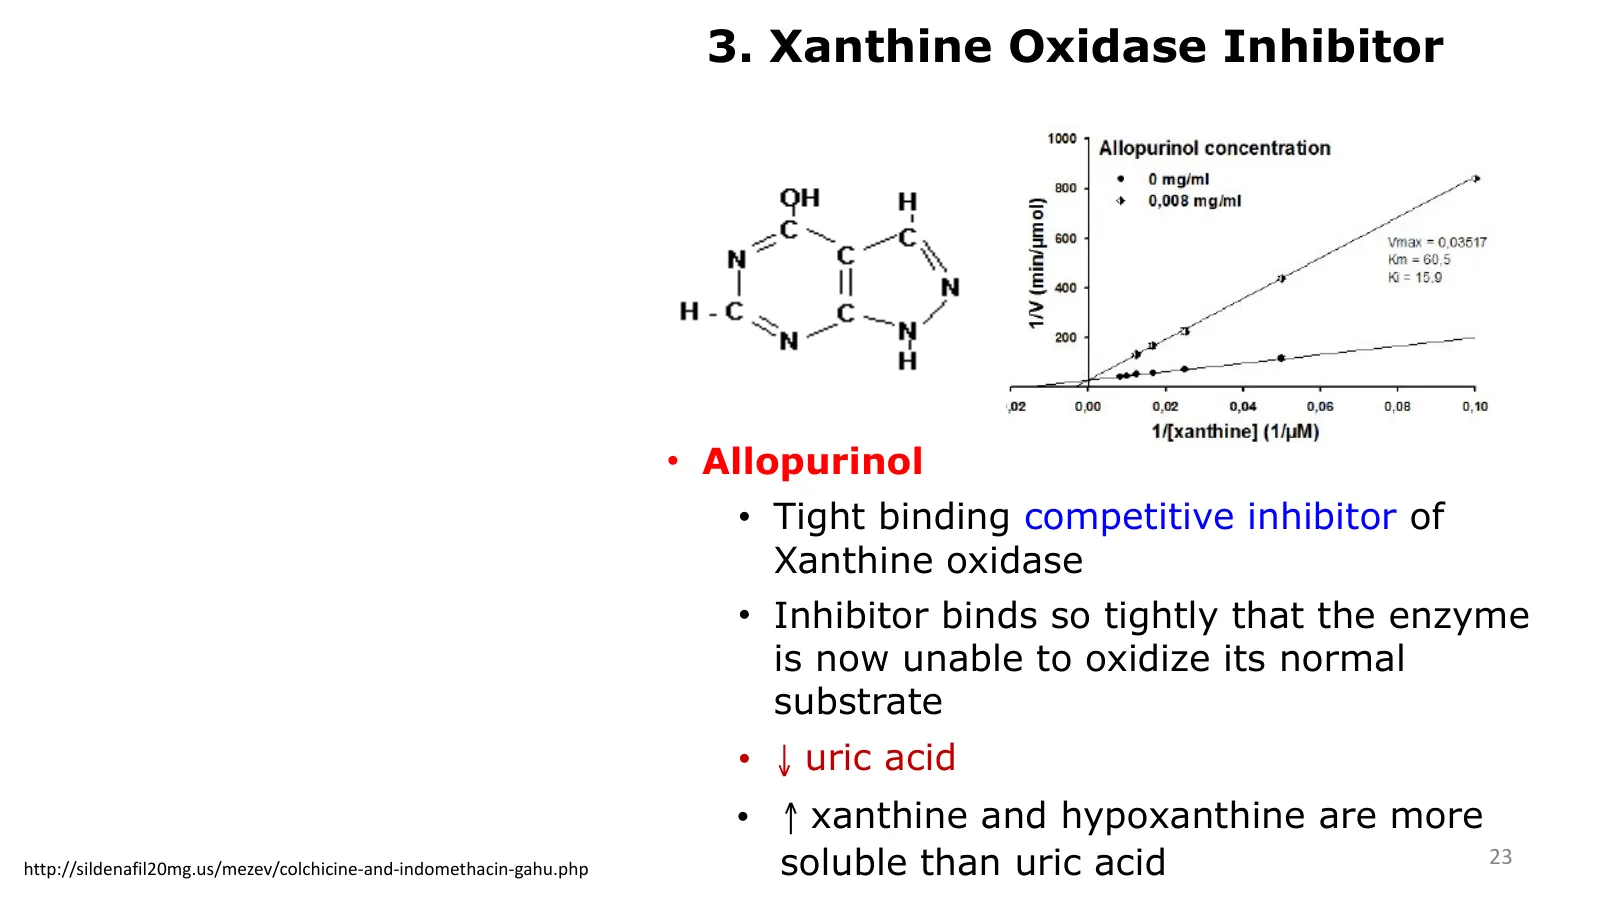 3. Xanthine Oxidase Inhibitor
OH
H
C
C
C
N
N
H - C
C
N
N
H
1000
800
600
400
200
1/V (min/µmol)
Allopurinol concentration
0 mg/ml
0,008 mg/ml
Vmax = 0,03517
Km = 60,5
Ki = 15,9
,02 0,00 0,02 0,04 0,06 0,08 0,10
1/[xanthine] (1/µM)
• Allopurinol
• Tight binding competitive inhibitor of
Xanthine oxidase
• Inhibitor binds so tightly that the enzyme
is now unable to oxidize its normal
substrate
• ↓ uric acid
• ↑ xanthine and hypoxanthine are more
soluble than uric acid
http://sildenafil20mg.us/mezev/colchicine-and-indomethacin-gahu.php
23